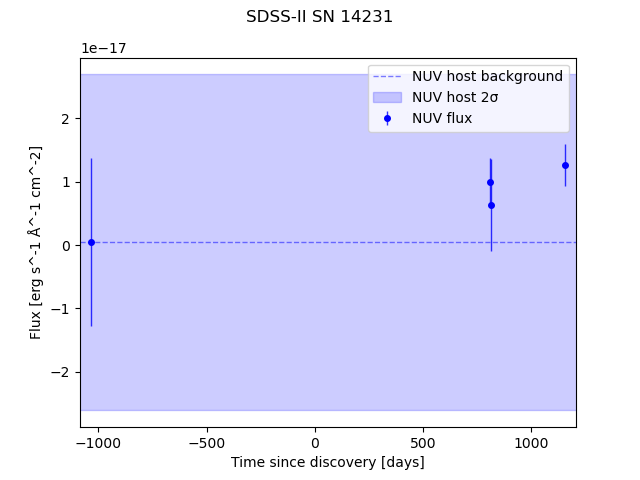 SDSS-II SN 14231
1e−17
NUV host background
NUV host 2σ
NUV flux
Flux [erg s^-1 Å^-1 cm^-2]
2
1
0
−1
−2
−1000
−500
0
500
1000
Time since discovery [days]